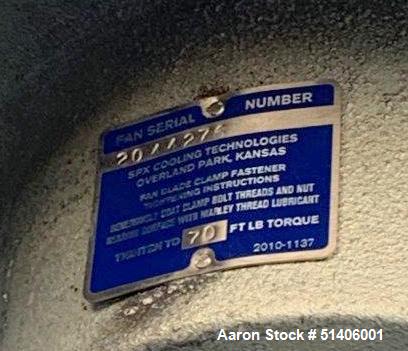 FAN SERIAL NUMBER
SPX COOLING TECHNOLOGIES
OVERLAND PARK, KANSAS
FAN BLADE CLAMP FASTENER
TIGHTENING INSTRUCTIONS
GENEROUSLY COAT CLAMP BOLT THREADS AND NUT
BEARING SURFACE WITH MARLEY THREAD LUBRICANT
TIGHTEN TO 70 FT LB TORQUE
2010-1137
Aaron Stock # 51406001